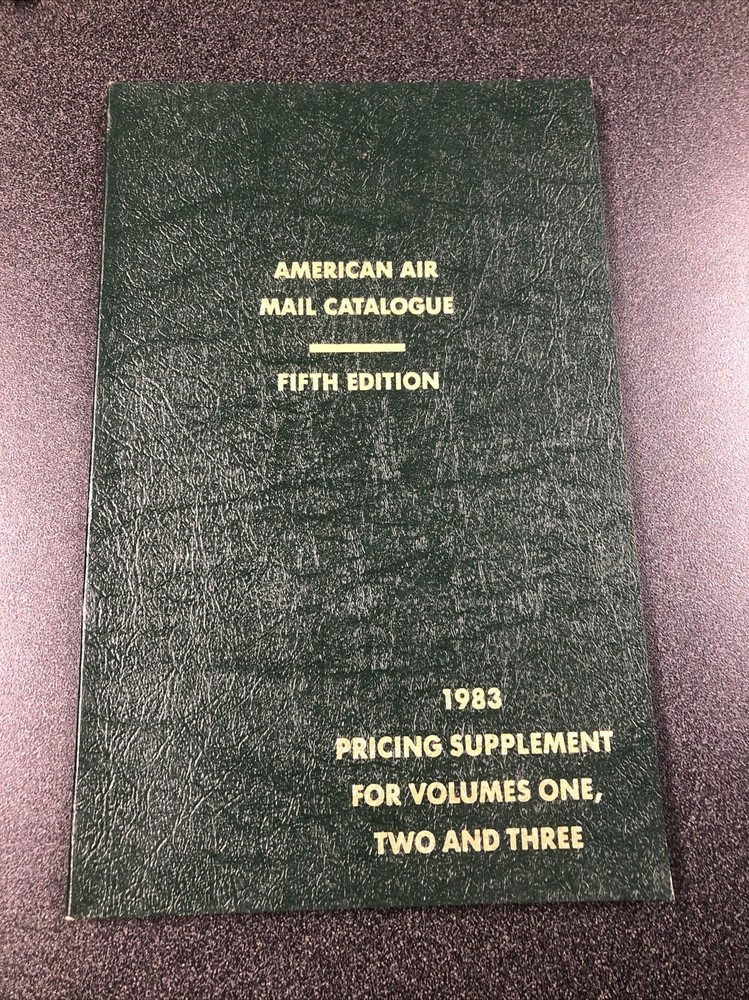 AMERICAN AIR
MAIL CATALOGUE
FIFTH EDITION
1983
PRICING SUPPLEMENT
FOR VOLUMES ONE,
TWO AND THREE